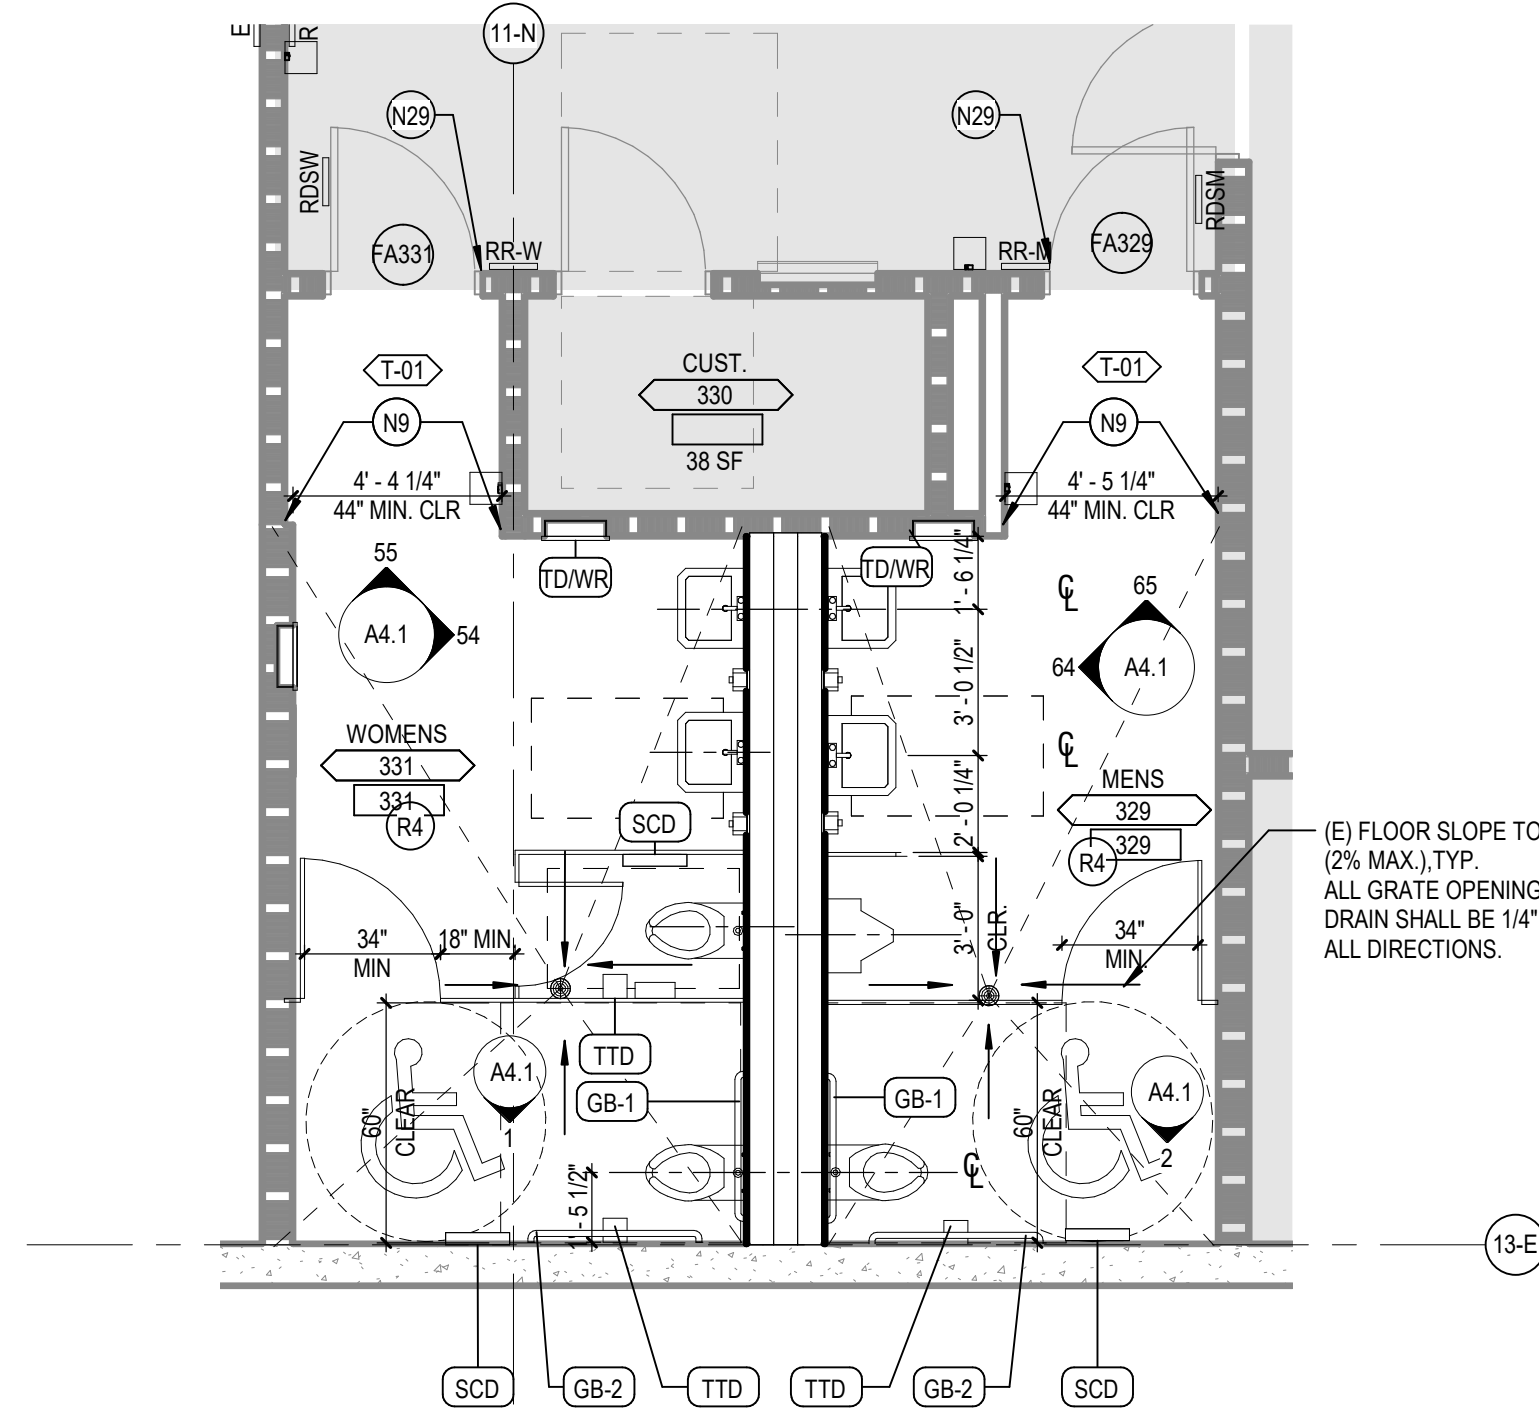 E
R
11-N
N29
N29
RDSW
RDSM
FA331
RR-W
RR-M
FA329
T-01
CUST.
330
38 SF
T-01
N9
N9
4' - 4 1/4"
44" MIN. CLR
4' - 5 1/4"
44" MIN. CLR
TD/WR
TD/WR
1' - 6 1/4"
55
A4.1
54
65
64
A4.1
3' - 0 1/2"
WOMENS
331
331
R4
SCD
2' - 0 1/4"
MENS
329
329
R4
(E) FLOOR SLOPE TO
(2% MAX.),TYP.
ALL GRATE OPENING
DRAIN SHALL BE 1/4"
ALL DIRECTIONS.
34"
MIN
18" MIN
3' - 0"
CLR.
34"
MIN.
TTD
A4.1
1
GB-1
GB-1
A4.1
2
60"
CLEAR
60"
CLEAR
- 5 1/2"
13-E
SCD
GB-2
TTD
TTD
GB-2
SCD